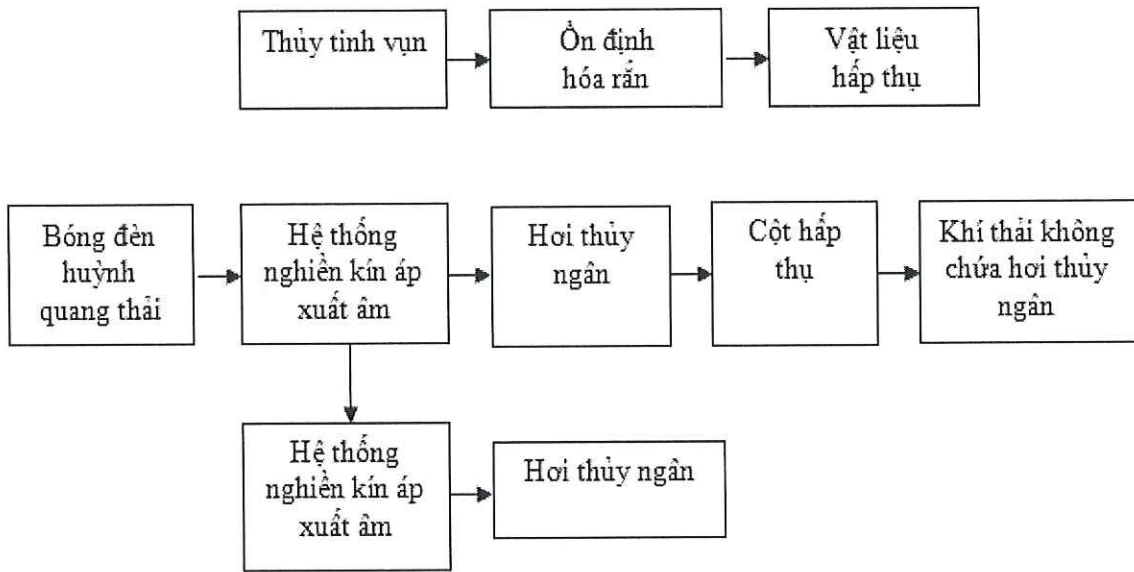 Thủy tinh vụn
Ổn định
hóa rắn
Vật liệu
hấp thụ
Bóng đèn
huỳnh
quang thải
Hệ thống
nghiền kín áp
xuất âm
Hơi thủy
ngân
Cột hấp
thụ
Khí thải không
chứa hơi thủy
ngân
Hệ thống
nghiền kín áp
xuất âm
Hơi thủy ngân